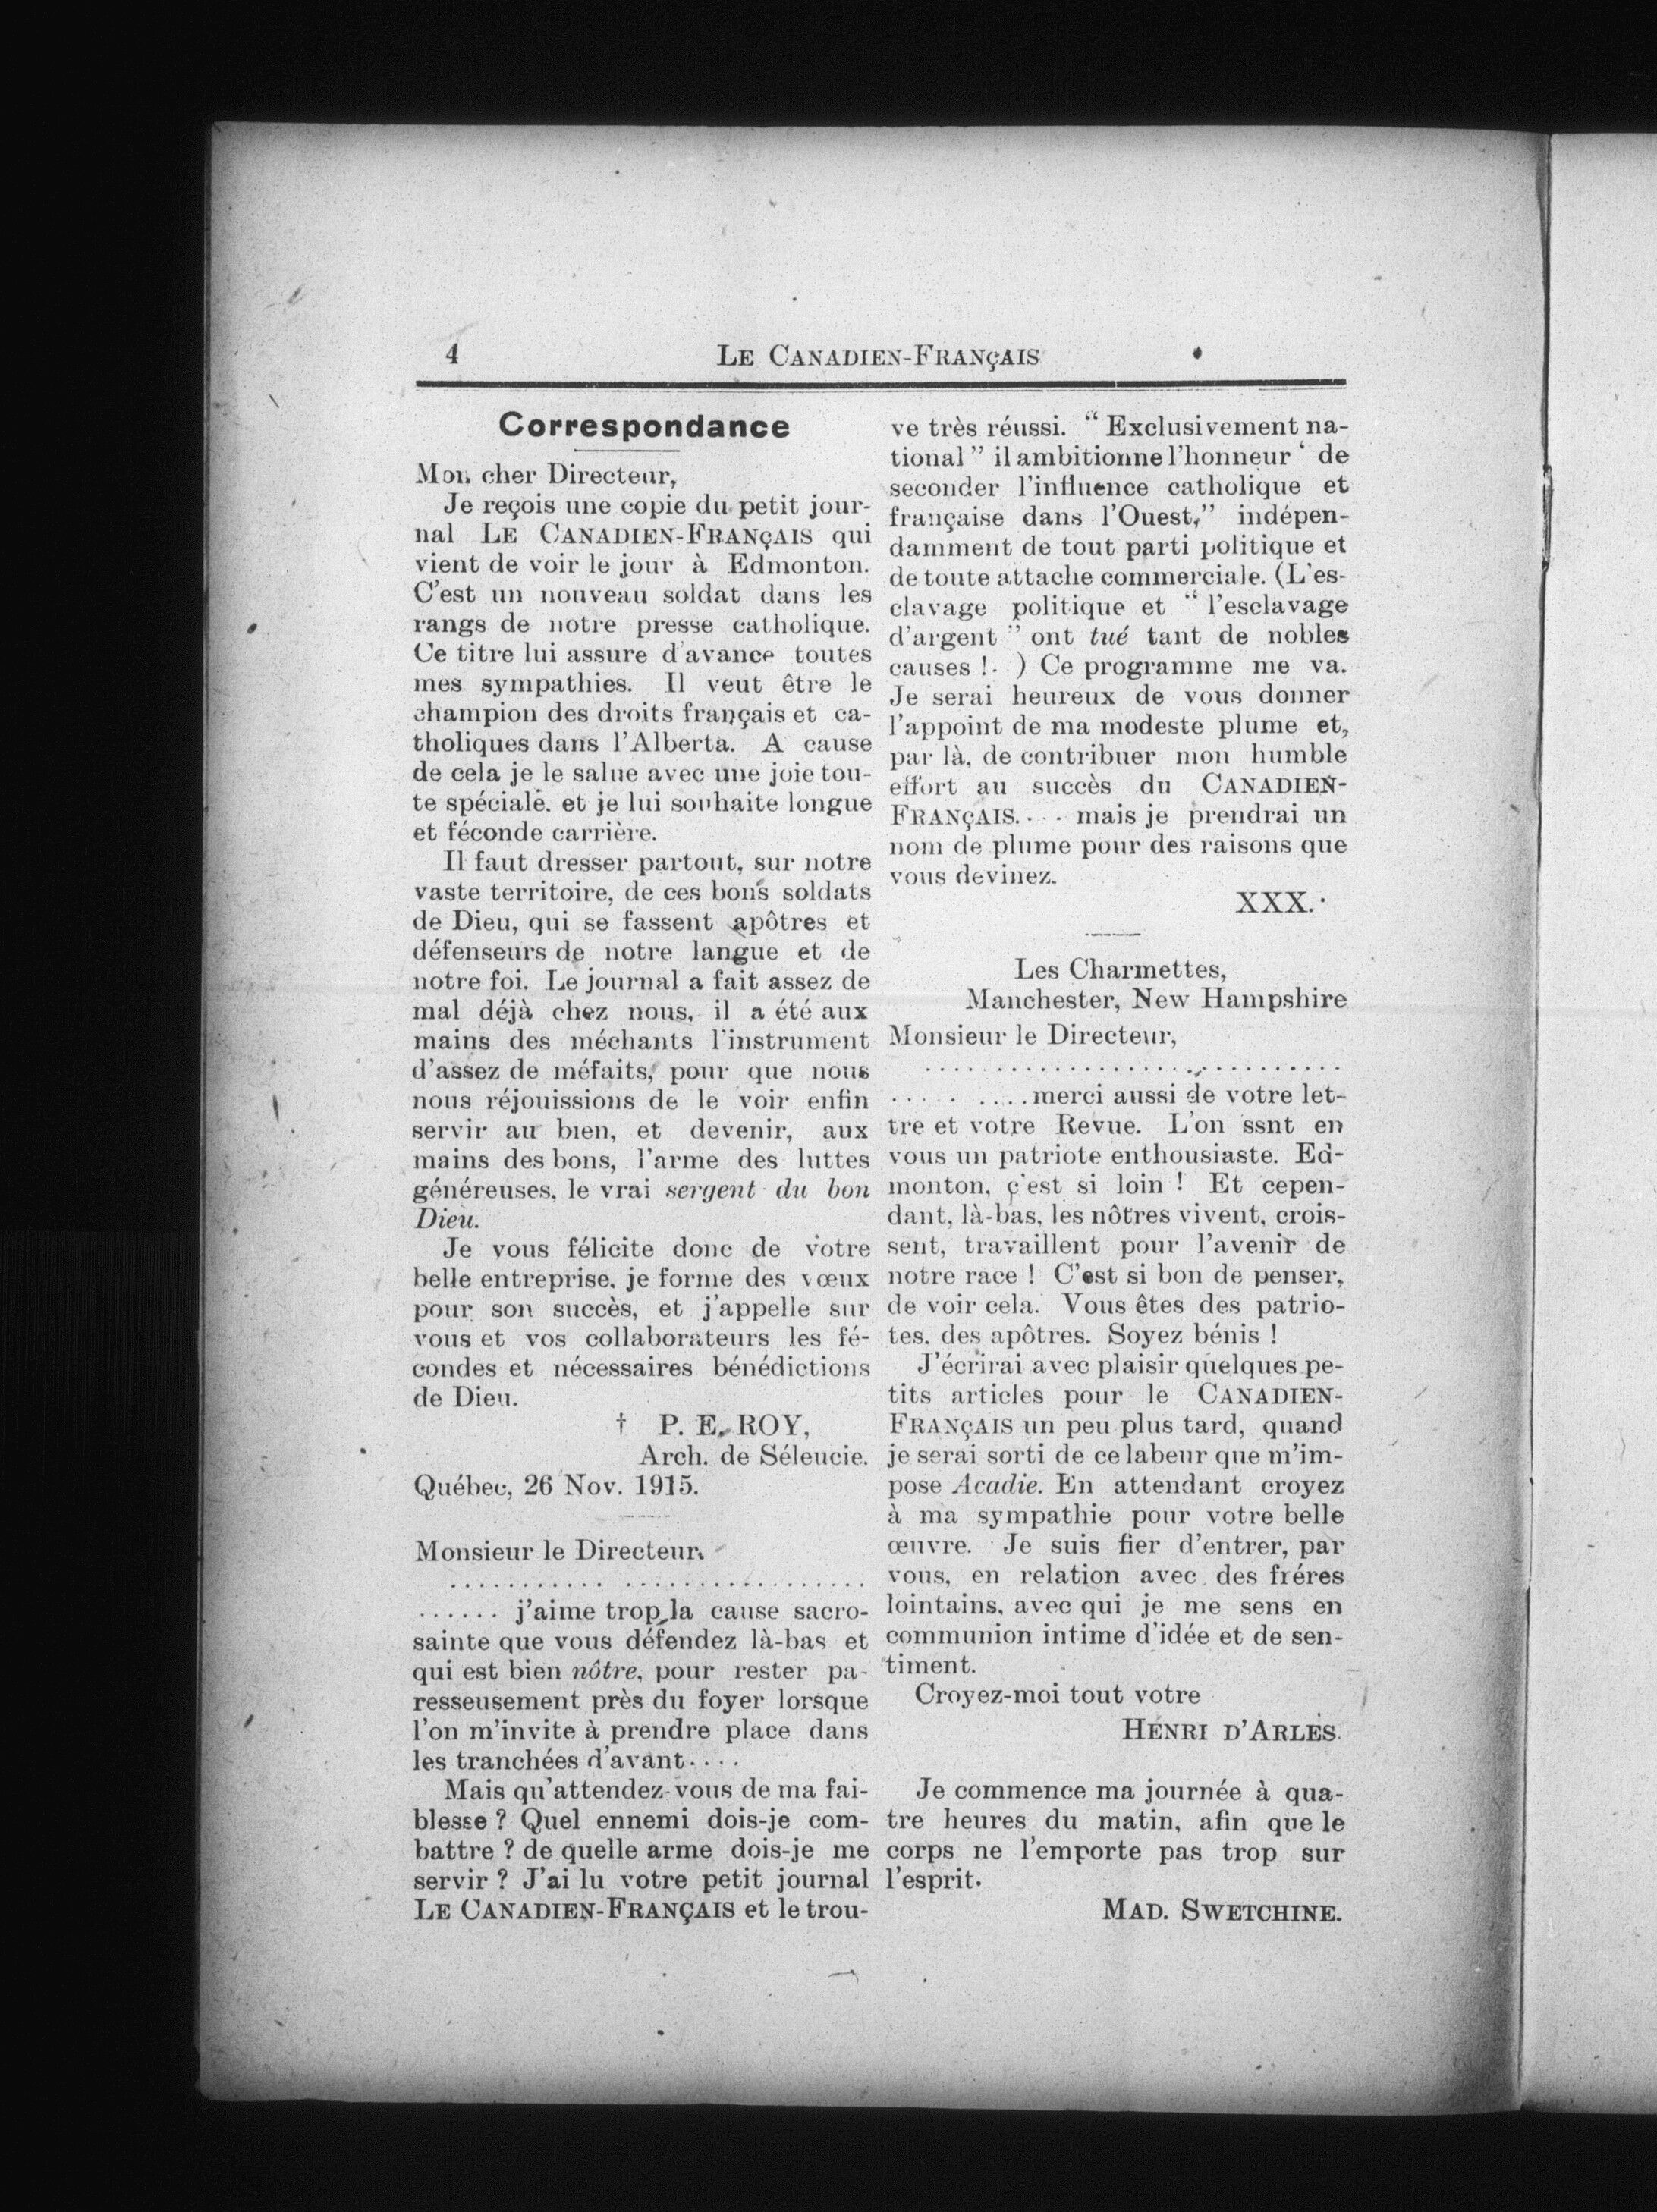 4
LE CANADIEN-FRANÇAIS
Correspondance
Mon cher Directeur,
Je reçois une copie du petit jour-
nal LE CANADIEN-FRANÇAIS qui
vient de voir le jour à Edmonton.
C'est un nouveau soldat dans les
rangs de notre presse catholique.
Ce titre lui assure d'avance toutes
mes sympathies. Il veut être le
champion des droits français et ca-
tholiques dans l'Alberta. A cause
de cela je le salue avec une joie tou-
te spéciale. et je lui souhaite longue
et féconde carrière.
Il faut dresser partout, sur notre
vaste territoire, de ces bons soldats
de Dieu, qui se fassent apôtres et
défenseurs de notre langue et de
notre foi. Le journal a fait assez de
mal déjà chez nous, il a été aux
mains des méchants l'instrument
d'assez de méfaits, pour que nous
nous réjouissions de le voir enfin
servir au bien, et devenir, aux
mains des bons, l'arme des luttes
généreuses, le vrai sergent du bon
Dieu.
Je vous félicite donc de votre
belle entreprise, je forme des vœux
pour son succès, et j'appelle sur
vous et vos collaborateurs les fé-
condes et nécessaires bénédictions
de Dieu.
† P. E. ROY,
Arch. de Séleucie.
Québec, 26 Nov. 1915.
Monsieur le Directeur.
........... .................
...... j'aime trop la cause sacro-
sainte que vous défendez là-bas et
qui est bien nôtre, pour rester pa-
resseusement près du foyer lorsque
l'on m'invite à prendre place dans
les tranchées d'avant....
Mais qu'attendez-vous de ma fai-
blesse ? Quel ennemi dois-je com-
battre ? de quelle arme dois-je me
servir ? J'ai lu votre petit journal
LE CANADIEN-FRANÇAIS et le trou-
ve très réussi. " Exclusivement na-
tional " il ambitionne l'honneur ' de
seconder l'influence catholique et
française dans l'Ouest," indépen-
damment de tout parti politique et
de toute attache commerciale. (L'es-
clavage politique et " l'esclavage
d'argent " ont tué tant de nobles
causes !. ) Ce programme me va.
Je serai heureux de vous donner
l'appoint de ma modeste plume et,
par là, de contribuer mon humble
effort au succès du CANADIEN-
FRANÇAIS.... mais je prendrai un
nom de plume pour des raisons que
vous devinez.
XXX.
Les Charmettes,
Manchester, New Hampshire
Monsieur le Directeur,
..............................
..... ....merci aussi de votre let-
tre et votre Revue. L'on ssnt en
vous un patriote enthousiaste. Ed-
monton, c'est si loin ! Et cepen-
dant, là-bas, les nôtres vivent, crois-
sent, travaillent pour l'avenir de
notre race ! C'est si bon de penser,
de voir cela. Vous êtes des patrio-
tes. des apôtres. Soyez bénis !
J'écrirai avec plaisir quelques pe-
tits articles pour le CANADIEN-
FRANÇAIS un peu plus tard, quand
je serai sorti de ce labeur que m'im-
pose Acadie. En attendant croyez
à ma sympathie pour votre belle
œuvre. Je suis fier d'entrer, par
vous, en relation avec des fréres
lointains, avec qui je me sens en
communion intime d'idée et de sen-
timent.
Croyez-moi tout votre
HENRI D'ARLES.
Je commence ma journée à qua-
tre heures du matin, afin que le
corps ne l'emporte pas trop sur
l'esprit.
MAD. SWETCHINE.